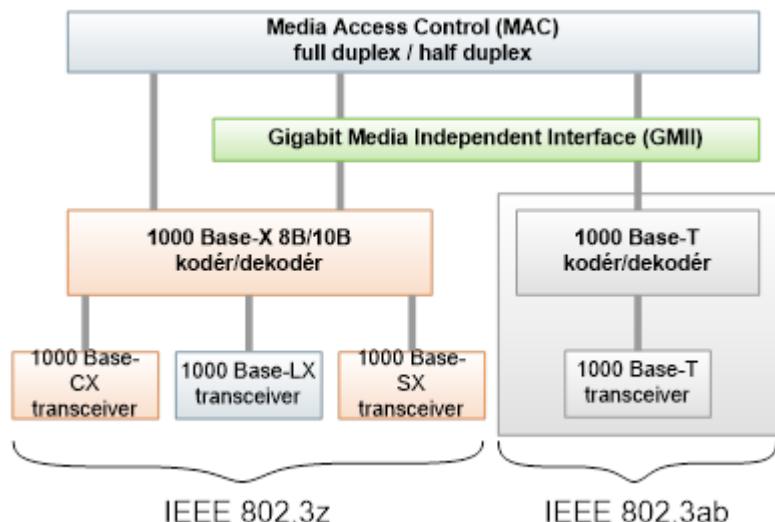 Media Access Control (MAC)
full duplex / half duplex
Gigabit Media Independent Interface (GMII)
1000 Base-X 8B/10B
kodér/dekodér
1000 Base-T
kodér/dekodér
1000 Base-
CX
transceiver
1000 Base-LX
transceiver
1000 Base-
SX
transceiver
1000 Base-T
transceiver
IEEE 802.3z
IEEE 802.3ab